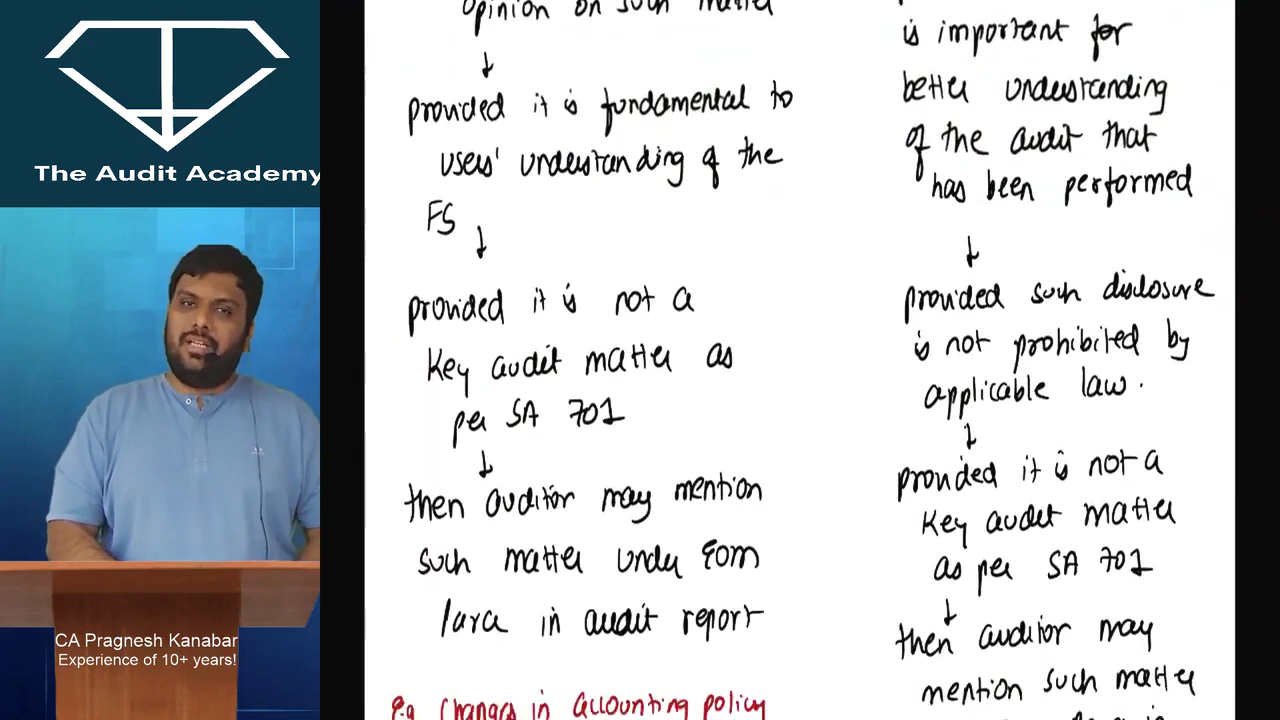 The Audit Academy
CA Pragnesh Kanabar
Experience of 10+ years!
opinion on such matter
↓
provided it is fundamental to
users' understanding of the
FS
↓
provided it is not a
key audit matter as
per SA 701
↓
then auditor may mention
such matter under EOM
para in audit report
e.g. Changes in accounting policy
is important for
better understanding
of the audit that
has been performed
↓
provided such disclosure
is not prohibited by
applicable law.
↓
provided it is not a
key audit matter
as per SA 701
↓
then auditor may
mention such matter